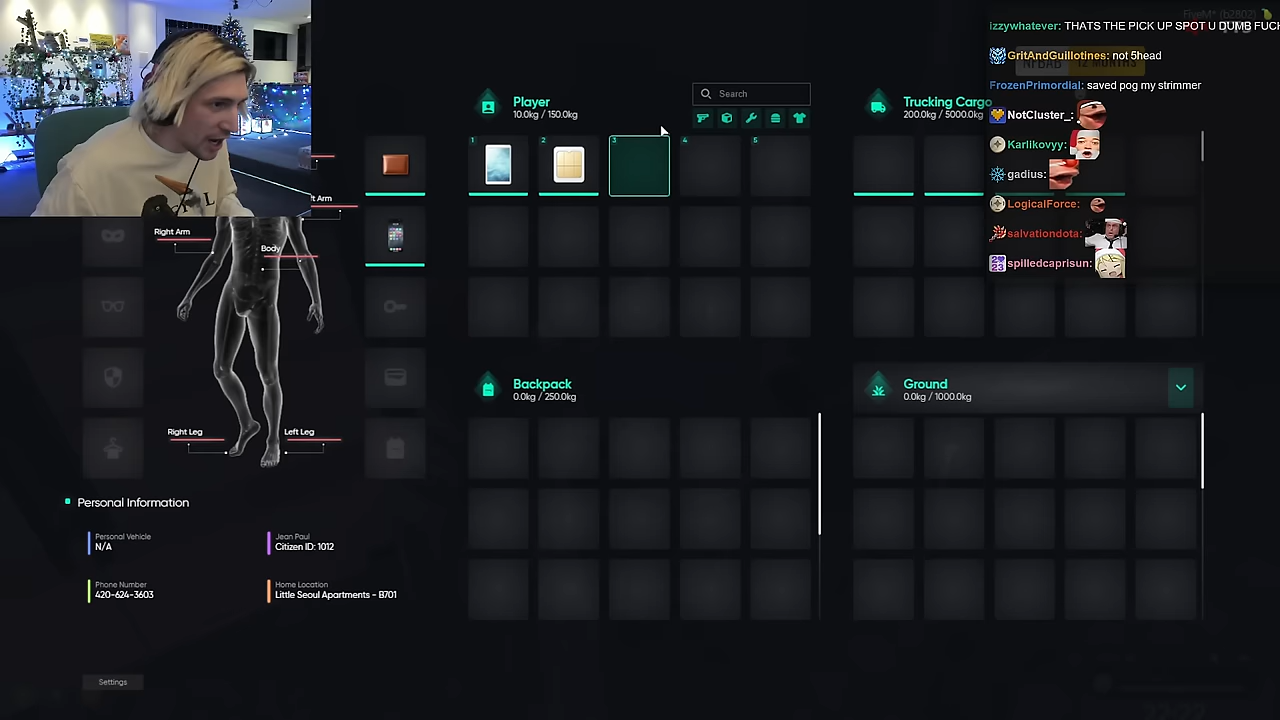 FiveM® (b2802)
izzywhatever: THATS THE PICK UP SPOT U DUMB FUCK
GritAndGuillotines: not 5head
FrozenPrimordial: saved pog my strimmer
NotCluster_:
Karlikovyy:
gadius:
LogicalForce:
salvationdota:
spilledcaprisun:
Player
10.0kg / 150.0kg
Search
Trucking Cargo
200.0kg / 5000.0kg
1
2
3
4
5
t Arm
Right Arm
Body
Right Leg
Left Leg
Backpack
0.0kg / 250.0kg
Ground
0.0kg / 1000.0kg
Personal Information
Personal Vehicle
N/A
Jean Paul
Citizen ID: 1012
Phone Number
420-624-3603
Home Location
Little Seoul Apartments - B701
Settings